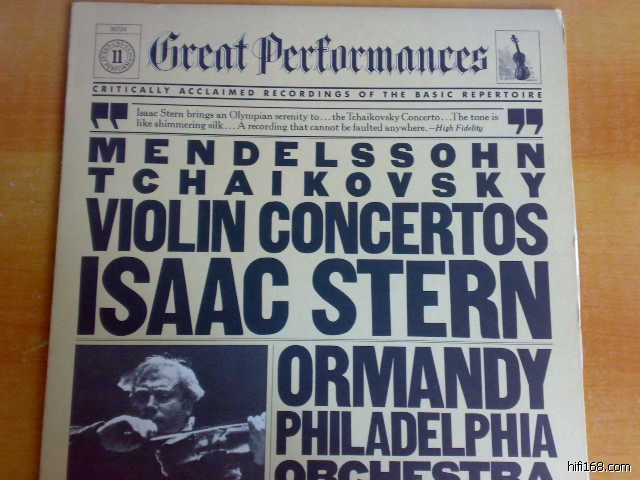 11
Great Performances
CRITICALLY ACCLAIMED RECORDINGS OF THE BASIC REPERTOIRE
Isaac Stern brings an Olympian serenity to...the Tchaikovsky Concerto...The tone is
like shimmering silk...A recording that cannot be faulted anywhere. —High Fidelity
MENDELSSOHN
TCHAIKOVSKY
VIOLIN CONCERTOS
ISAAC STERN
ORMANDY
PHILADELPHIA
ORCHESTRA
hifi168.com